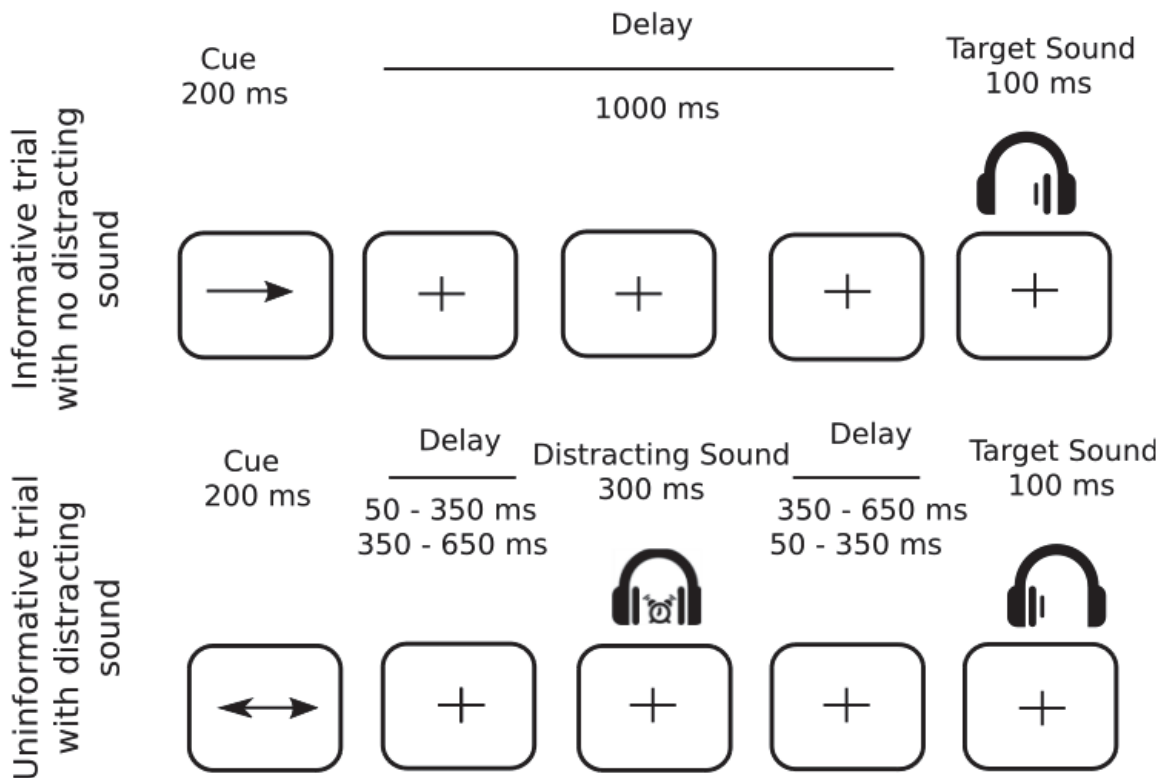 Informative trial
with no distracting
sound
Cue
200 ms
Delay
1000 ms
Target Sound
100 ms
Uninformative trial
with distracting
sound
Cue
200 ms
Delay
50 - 350 ms
350 - 650 ms
Distracting Sound
300 ms
Delay
350 - 650 ms
50 - 350 ms
Target Sound
100 ms